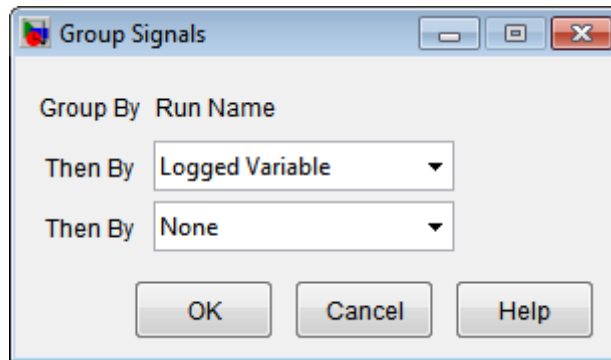 Group Signals
Group By Run Name
Then By Logged Variable
Then By None
OK Cancel Help